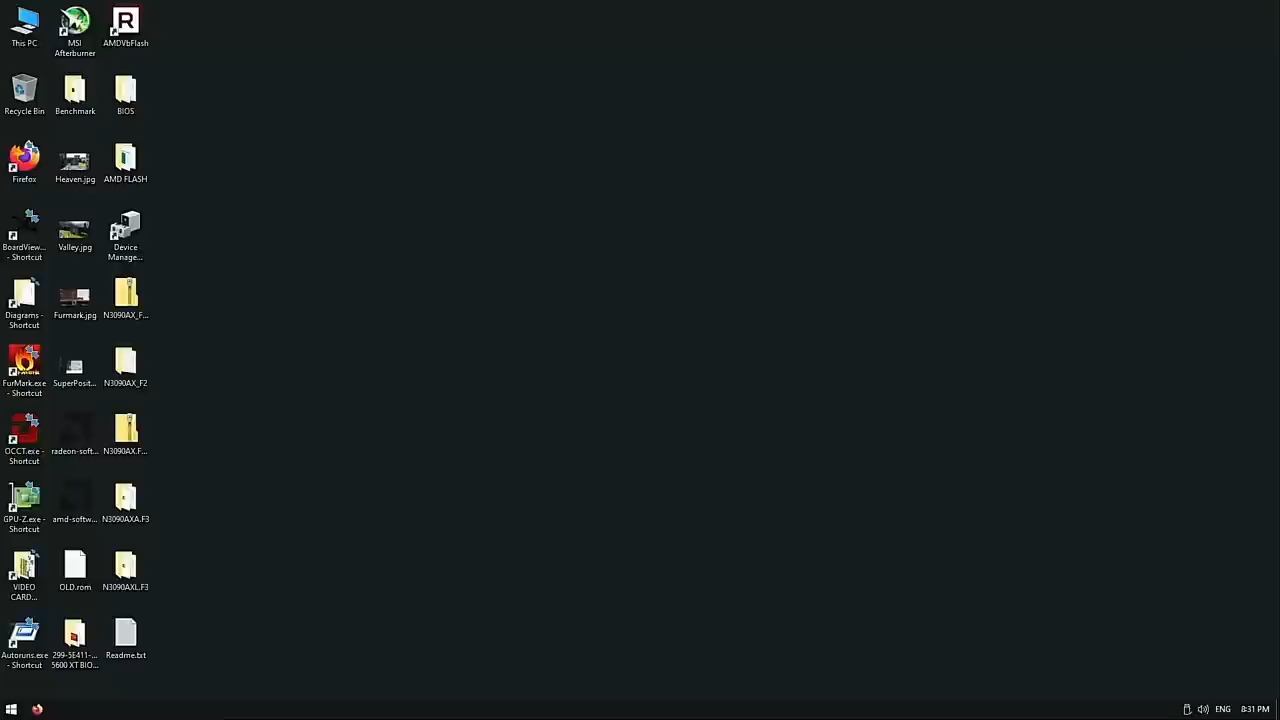 This PC
MSI
Afterburner
R
AMDVbFlash
Recycle Bin
Benchmark
BIOS
Firefox
Heaven.jpg
AMD FLASH
BoardView...
- Shortcut
Valley.jpg
Device
Manage...
Diagrams -
Shortcut
Furmark.jpg
N3090AX_F...
FurMark.exe
- Shortcut
SuperPosit...
N3090AX_F2
OCCT.exe -
Shortcut
radeon-soft...
N3090AX.F...
GPU-Z.exe -
Shortcut
amd-softw...
N3090AXA.F3
VIDEO
CARD...
OLD.rom
N3090AXL.F3
Autoruns.exe
- Shortcut
299-5E411-...
5600 XT BIO...
Readme.txt
ENG
8:31 PM